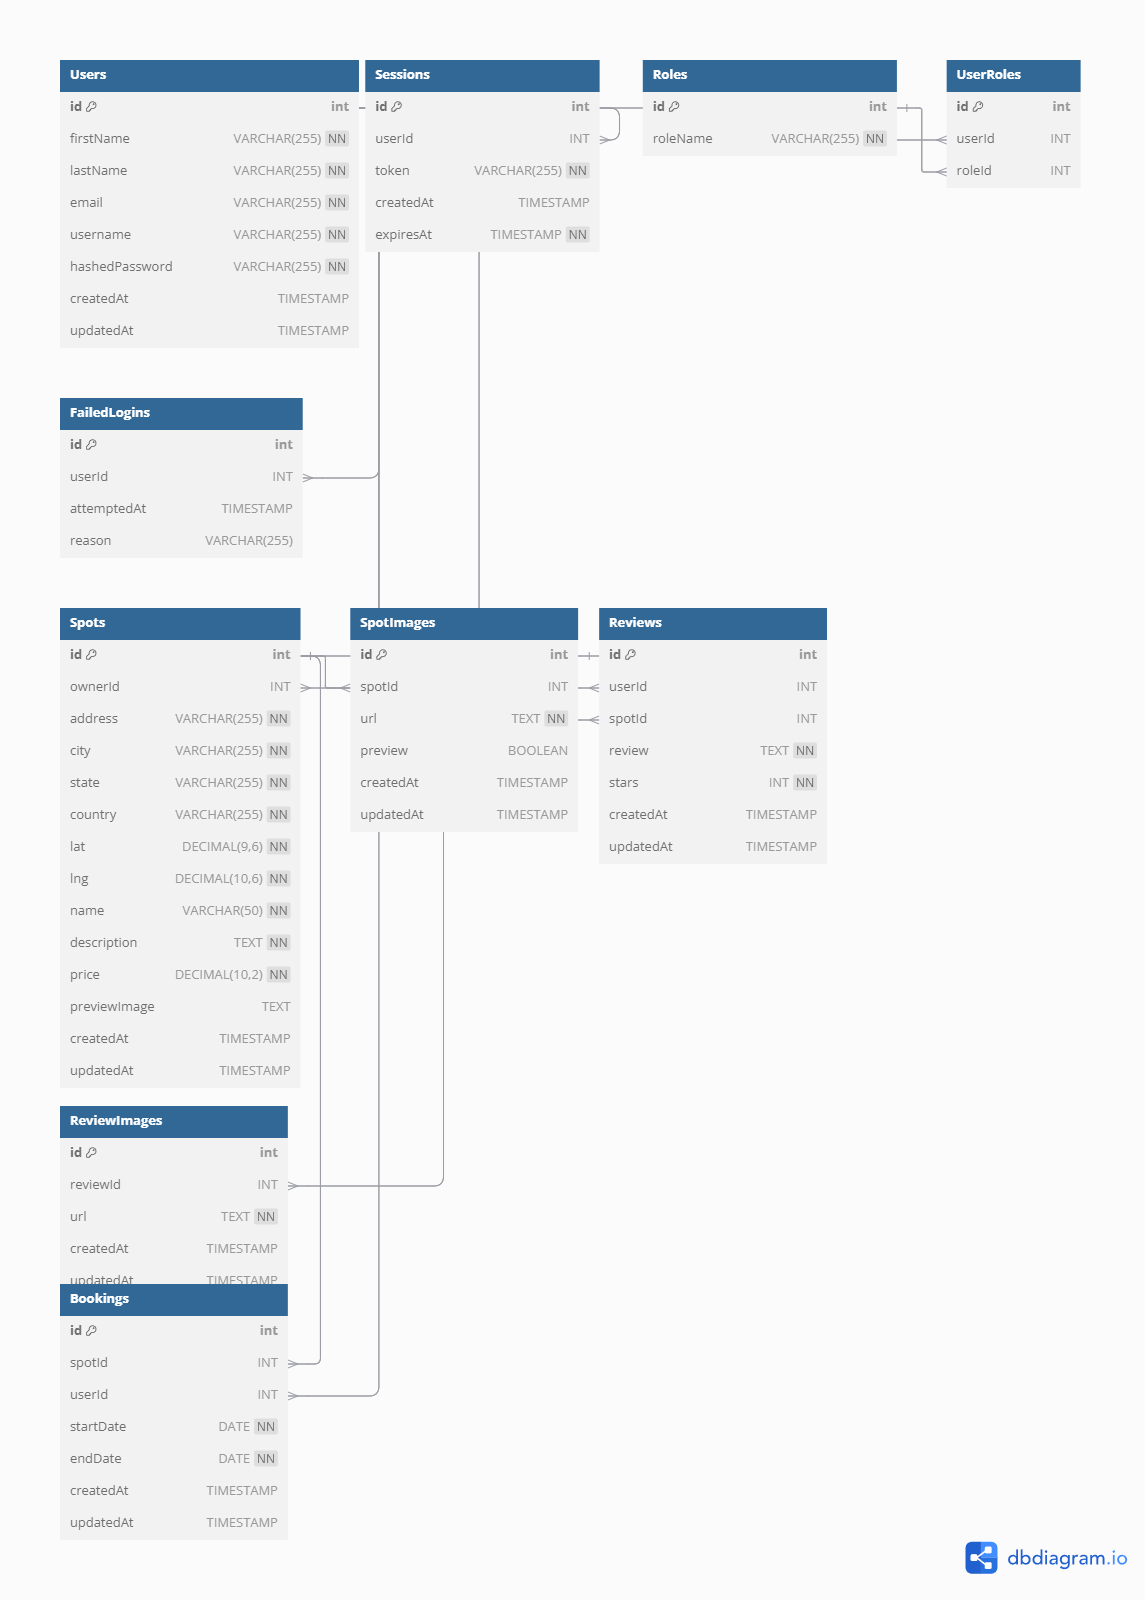 Users
id int
firstName VARCHAR(255) NN
lastName VARCHAR(255) NN
email VARCHAR(255) NN
username VARCHAR(255) NN
hashedPassword VARCHAR(255) NN
createdAt TIMESTAMP
updatedAt TIMESTAMP
Sessions
id int
userId INT
token VARCHAR(255) NN
createdAt TIMESTAMP
expiresAt TIMESTAMP NN
Roles
id int
roleName VARCHAR(255) NN
UserRoles
id int
userId INT
roleId INT
FailedLogins
id int
userId INT
attemptedAt TIMESTAMP
reason VARCHAR(255)
Spots
id int
ownerId INT
address VARCHAR(255) NN
city VARCHAR(255) NN
state VARCHAR(255) NN
country VARCHAR(255) NN
lat DECIMAL(9,6) NN
lng DECIMAL(10,6) NN
name VARCHAR(50) NN
description TEXT NN
price DECIMAL(10,2) NN
previewImage TEXT
createdAt TIMESTAMP
updatedAt TIMESTAMP
SpotImages
id int
spotId INT
url TEXT NN
preview BOOLEAN
createdAt TIMESTAMP
updatedAt TIMESTAMP
Reviews
id int
userId INT
spotId INT
review TEXT NN
stars INT NN
createdAt TIMESTAMP
updatedAt TIMESTAMP
ReviewImages
id int
reviewId INT
url TEXT NN
createdAt TIMESTAMP
updatedAt TIMESTAMP
Bookings
id int
spotId INT
userId INT
startDate DATE NN
endDate DATE NN
createdAt TIMESTAMP
updatedAt TIMESTAMP
dbdiagram.io